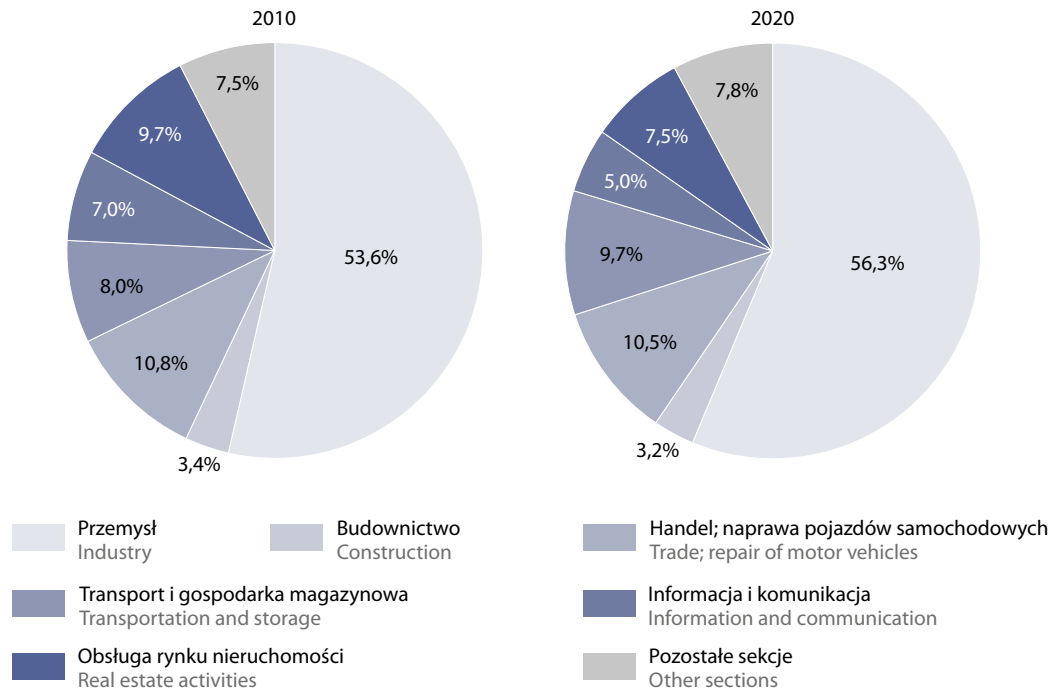 2010
7,5%
9,7%
7,0%
53,6%
8,0%
10,8%
3,4%
2020
7,8%
7,5%
5,0%
9,7%
56,3%
10,5%
3,2%
Przemysł
Industry
Budownictwo
Construction
Handel; naprawa pojazdów samochodowych
Trade; repair of motor vehicles
Transport i gospodarka magazynowa
Transportation and storage
Informacja i komunikacja
Information and communication
Obsługa rynku nieruchomości
Real estate activities
Pozostałe sekcje
Other sections